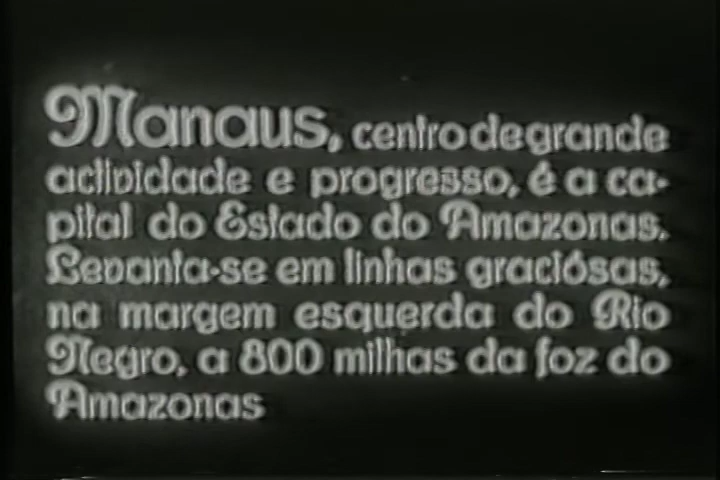 Manaus, centro de grande
actividade e progresso, é a ca-
pital do Estado do Amazonas.
Levanta-se em linhas graciósas,
na margem esquerda do Rio
Negro, a 800 milhas da foz do
Amazonas